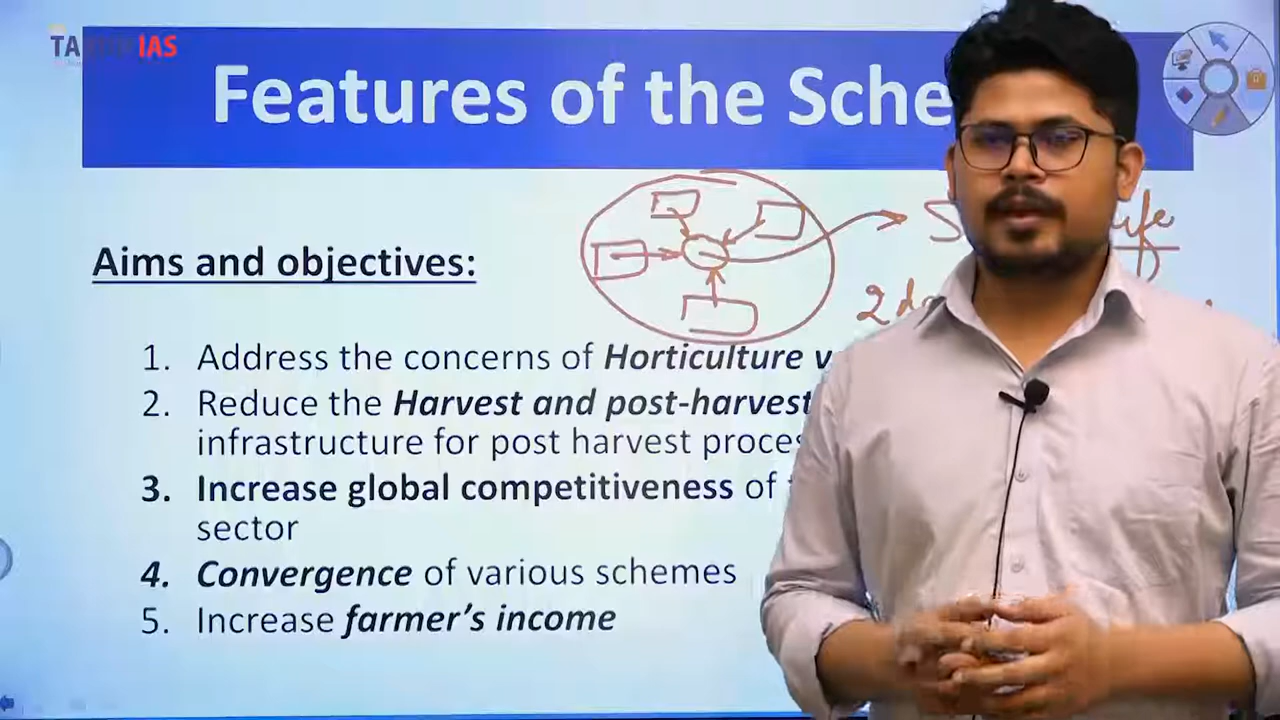 IAS
Features of the Sche
Aims and objectives:
1. Address the concerns of Horticulture v
2. Reduce the Harvest and post-harvest
infrastructure for post harvest proce
3. Increase global competitiveness of
sector
4. Convergence of various schemes
5. Increase farmer's income